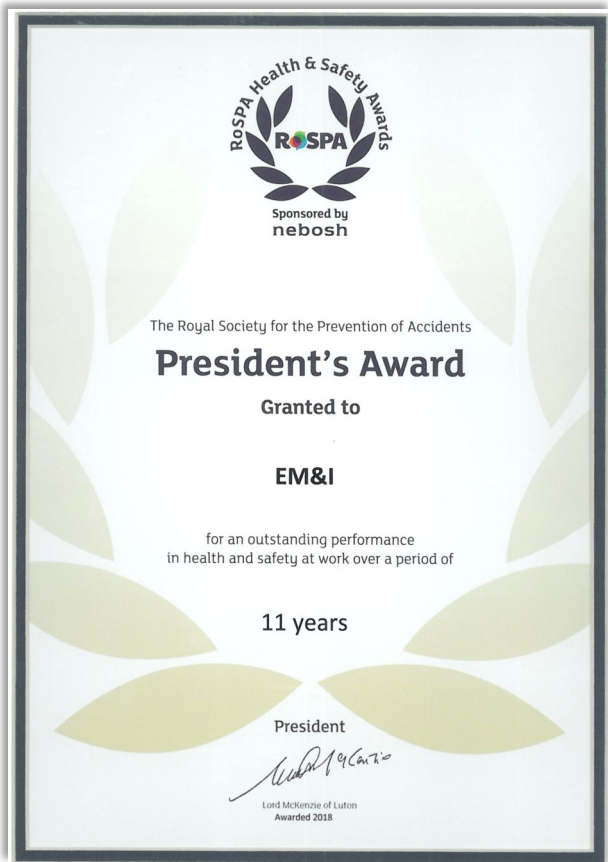 RoSPA Health & Safety Awards
RoSPA
Sponsored by
nebosh
The Royal Society for the Prevention of Accidents
President's Award
Granted to
EM&I
for an outstanding performance
in health and safety at work over a period of
11 years
President
Lord McKenzie of Luton
Awarded 2018